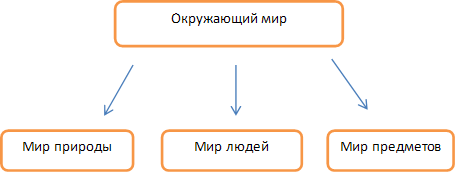 Окружающий мир
Мир природы
Мир людей
Мир предметов